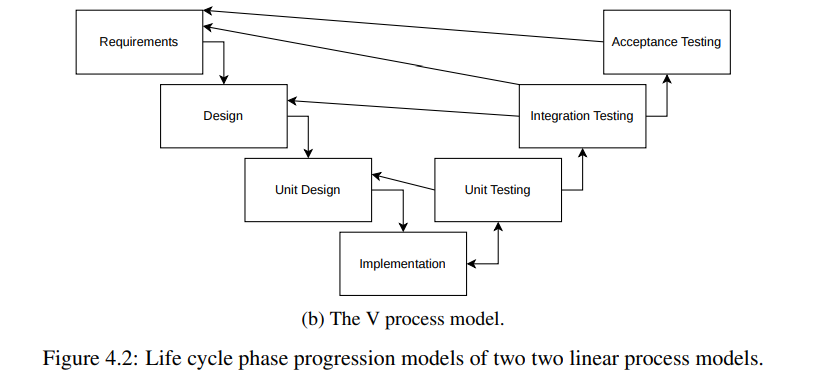 Requirements
Acceptance Testing
Design
Integration Testing
Unit Design
Unit Testing
Implementation
(b) The V process model.
Figure 4.2: Life cycle phase progression models of two two linear process models.